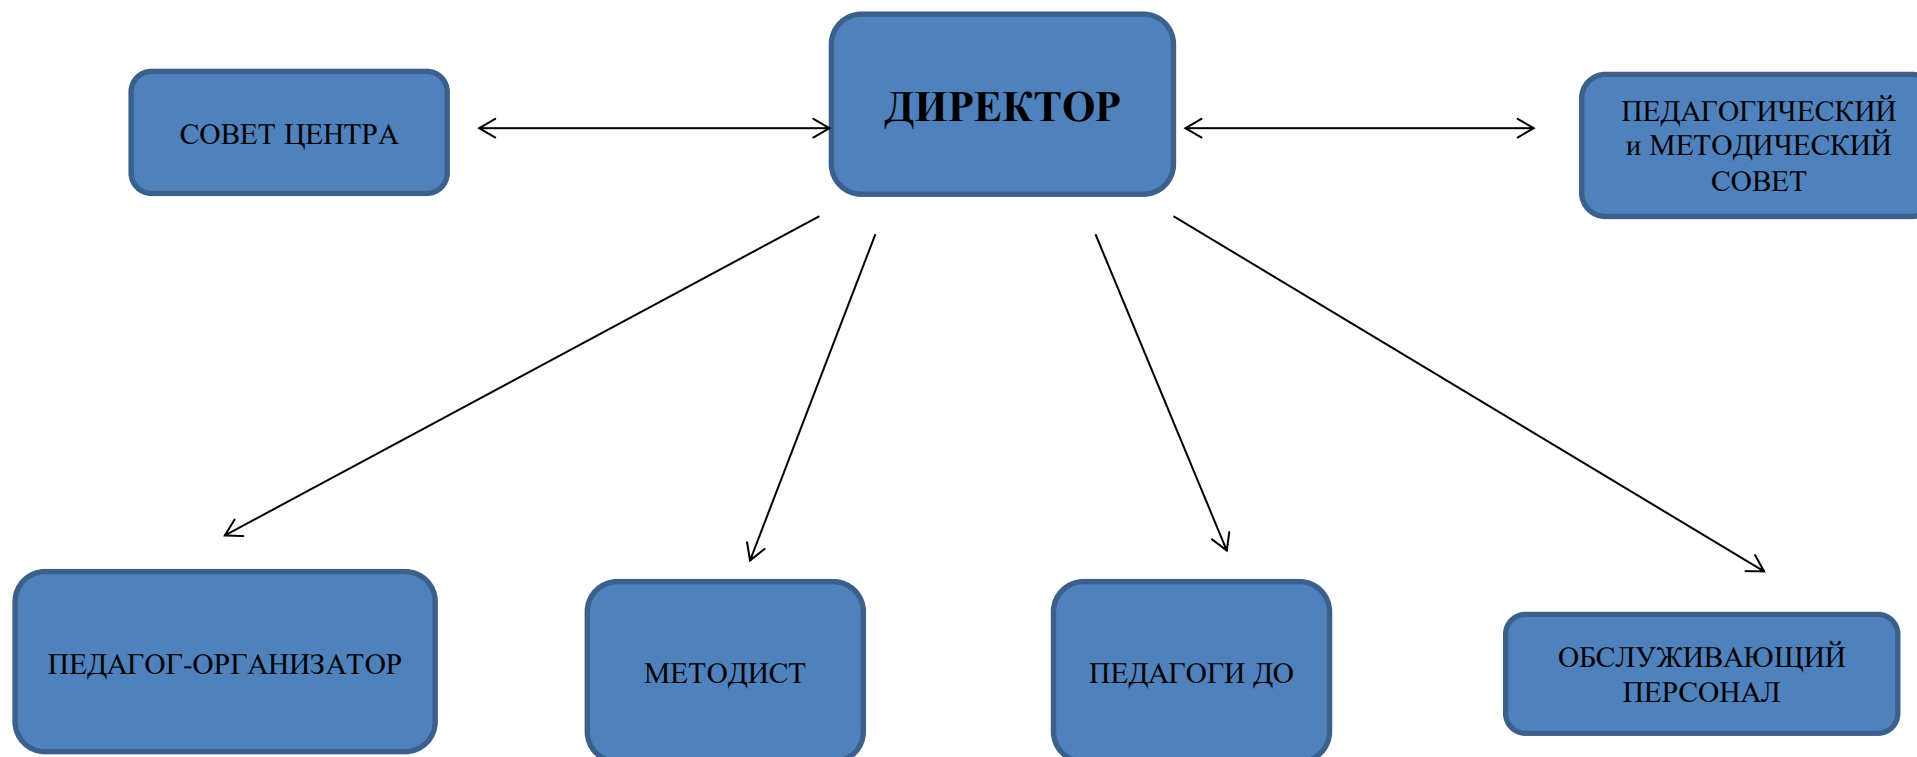 ДИРЕКТОР
СОВЕТ ЦЕНТРА
ПЕДАГОГИЧЕСКИЙ
и МЕТОДИЧЕСКИЙ
СОВЕТ
ПЕДАГОГ-ОРГАНИЗАТОР
МЕТОДИСТ
ПЕДАГОГИ ДО
ОБСЛУЖИВАЮЩИЙ
ПЕРСОНАЛ